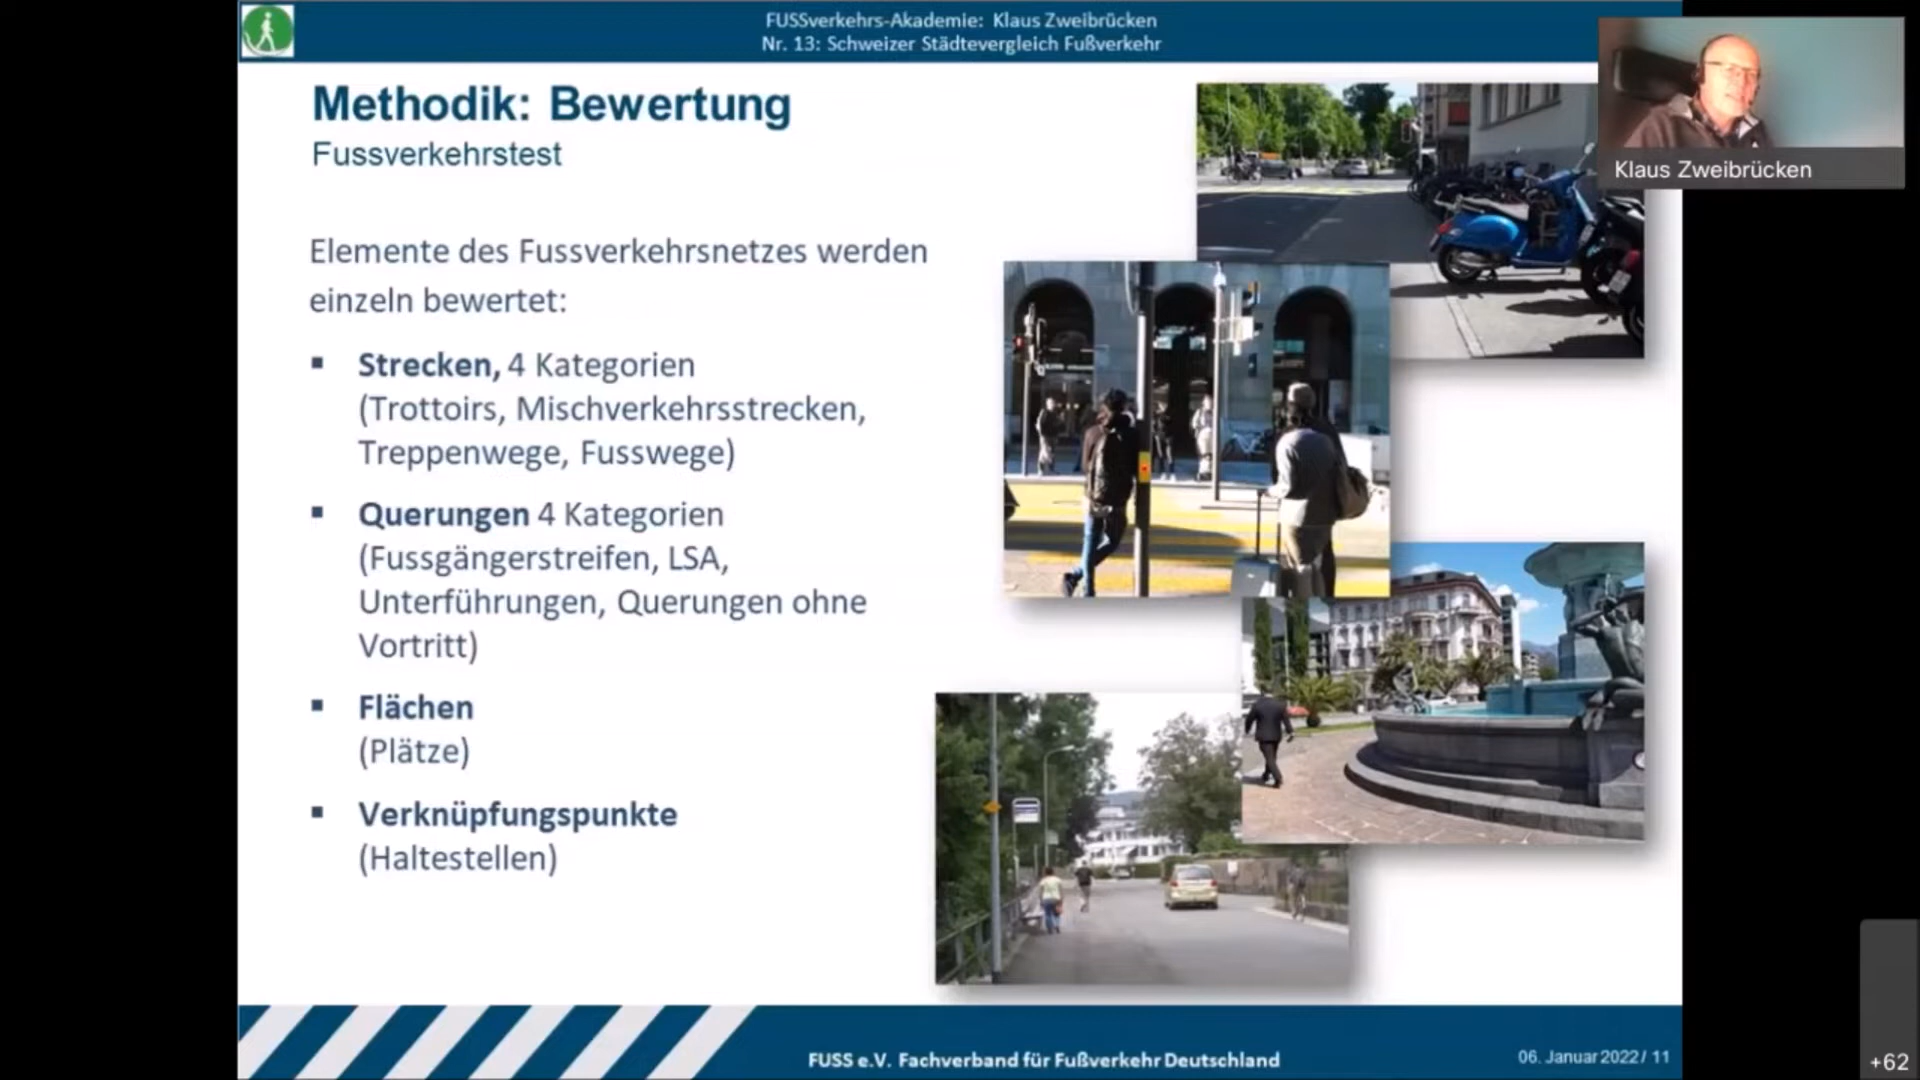 FUSSverkehrs-Akademie: Klaus Zweibrücken
Nr. 13: Schweizer Städtevergleich Fußverkehr
Klaus Zweibrücken
Methodik: Bewertung
Fussverkehrstest
Elemente des Fussverkehrsnetzes werden
einzeln bewertet:
▪ Strecken, 4 Kategorien
(Trottoirs, Mischverkehrsstrecken,
Treppenwege, Fusswege)
▪ Querungen 4 Kategorien
(Fussgängerstreifen, LSA,
Unterführungen, Querungen ohne
Vortritt)
▪ Flächen
(Plätze)
▪ Verknüpfungspunkte
(Haltestellen)
FUSS e.V. Fachverband für Fußverkehr Deutschland
06. Januar 2022/ 11
+62